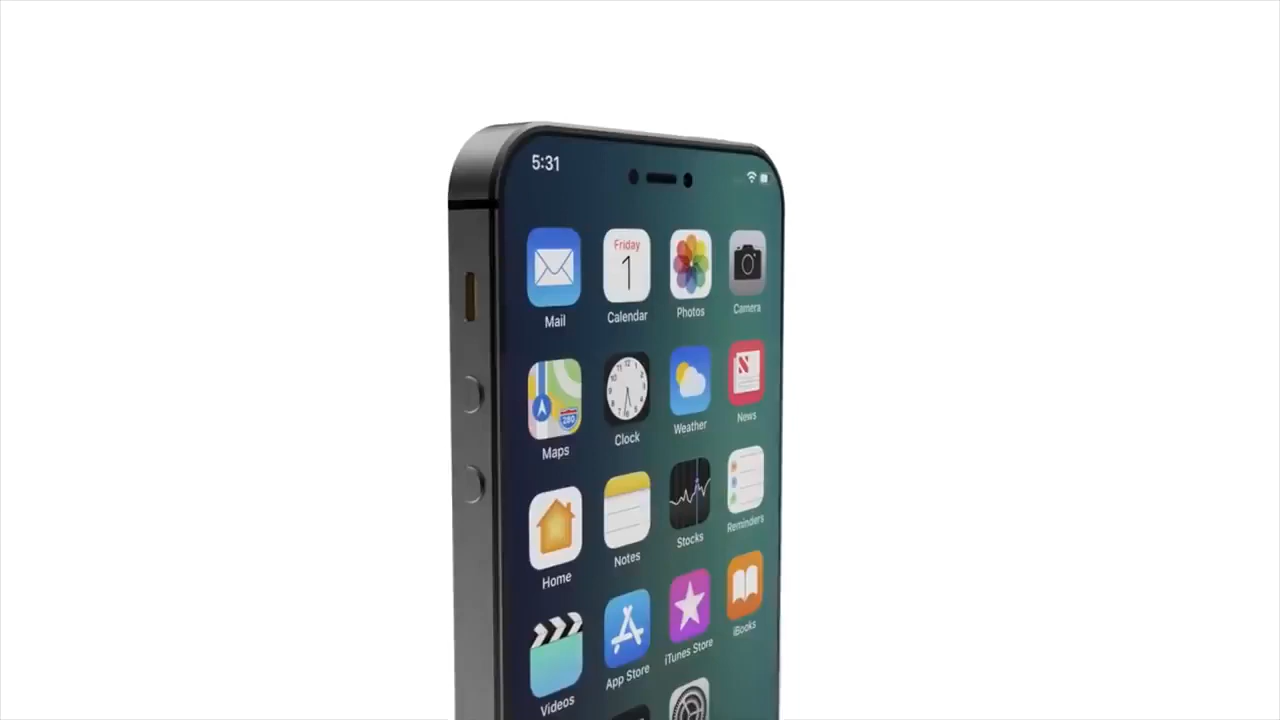 5:31
Friday
1
Mail
Calendar
Photos
Camera
280
Maps
Clock
Weather
News
Home
Notes
Stocks
Reminders
Videos
App Store
iTunes Store
iBooks